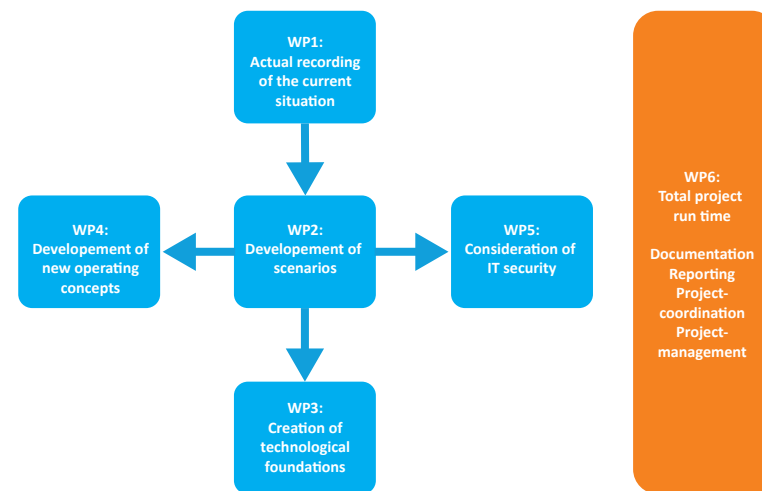 WP1:
Actual recording
of the current
situation
WP4:
Developement of
new operating
concepts
WP2:
Developement of
scenarios
WP5:
Consideration of
IT security
WP3:
Creation of
technological
foundations
WP6:
Total project
run time
Documentation
Reporting
Project-
coordination
Project-
management